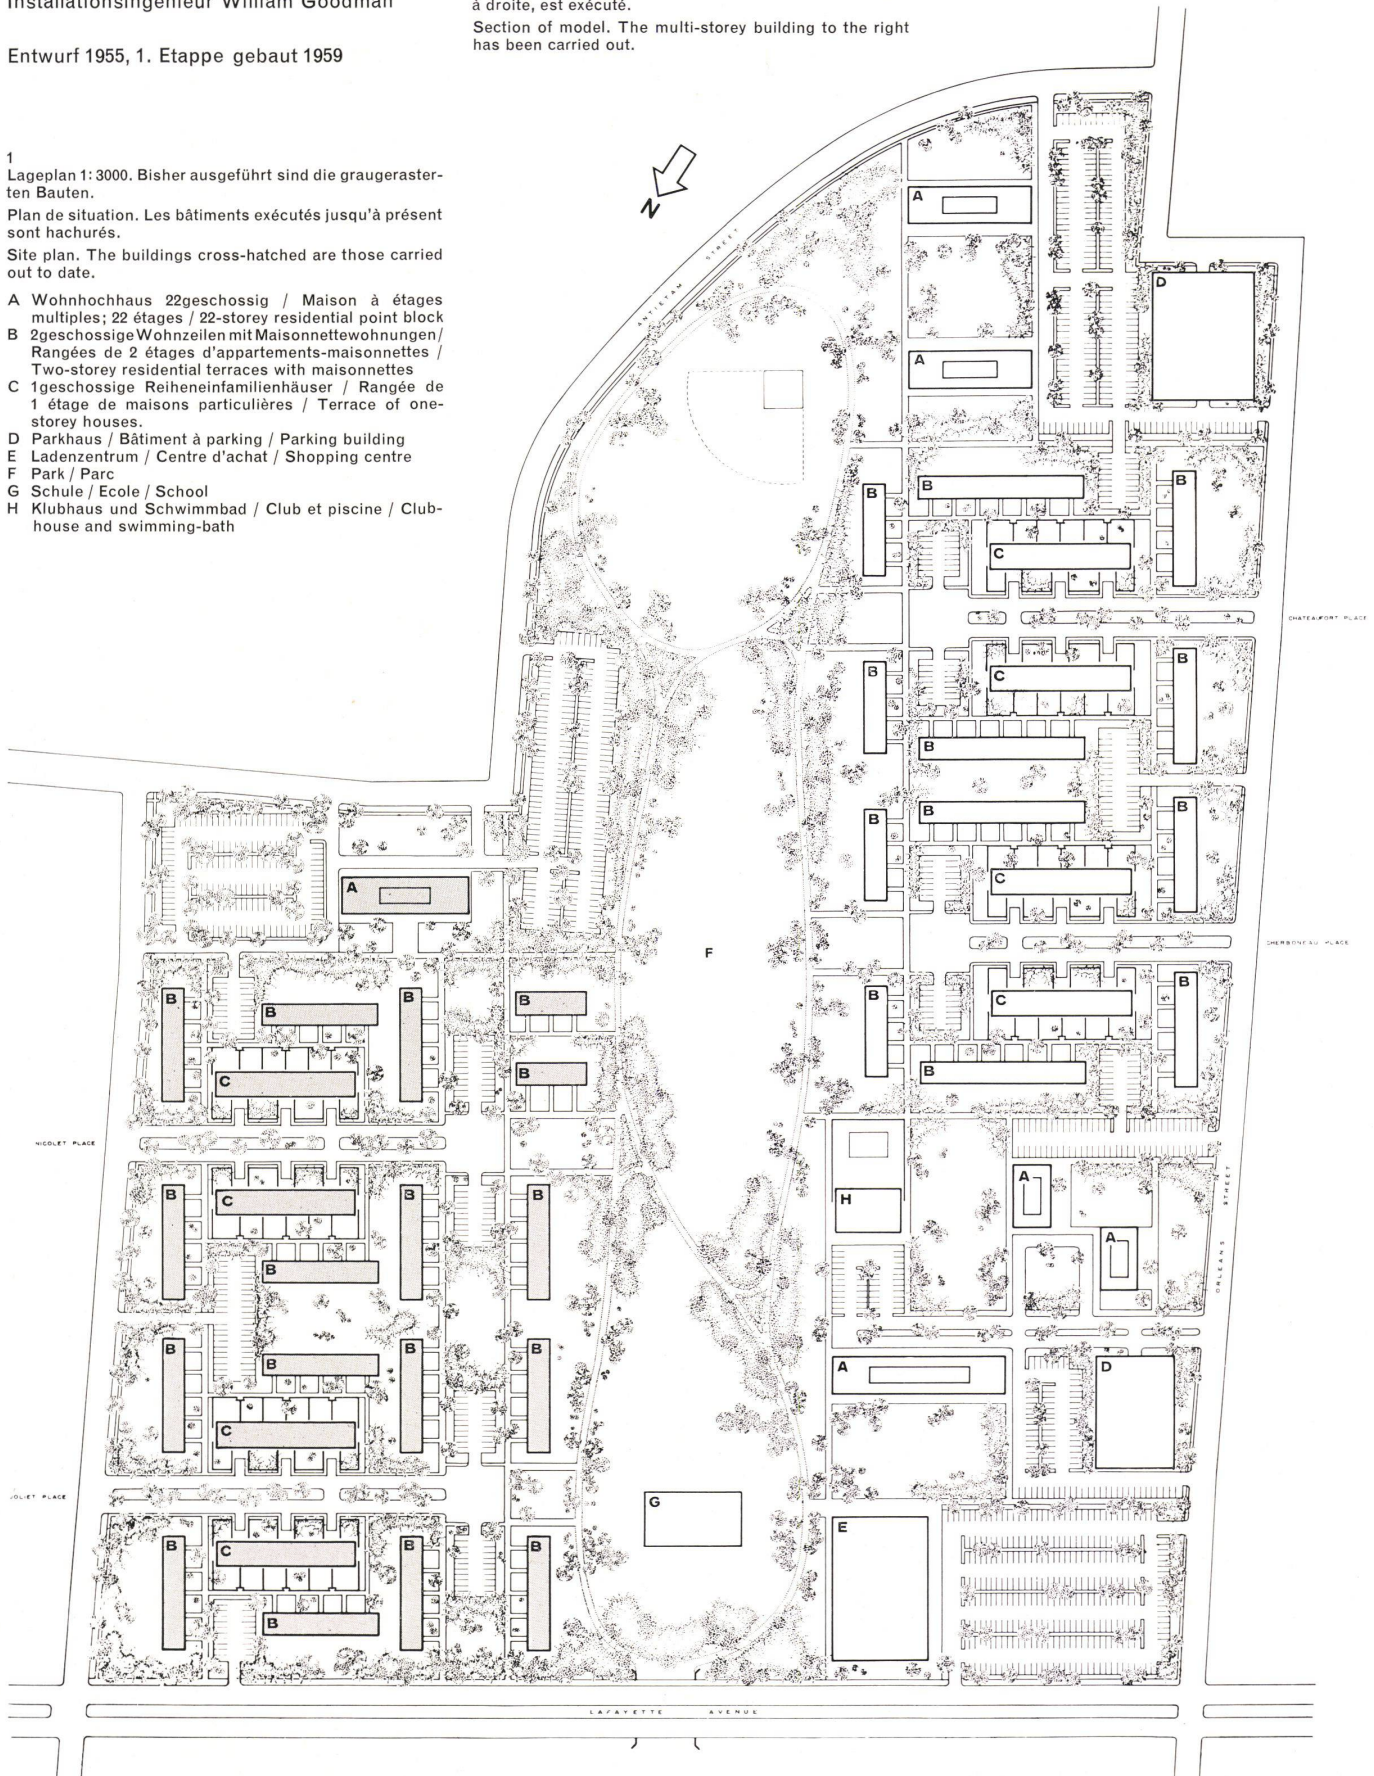 Installationsingenieur William Goodman
Entwurf 1955, 1. Etappe gebaut 1959
à droite, est exécuté.
Section of model. The multi-storey building to the right
has been carried out.
1
Lageplan 1:3000. Bisher ausgeführt sind die graugeraster-
ten Bauten.
Plan de situation. Les bâtiments exécutés jusqu'à présent
sont hachurés.
Site plan. The buildings cross-hatched are those carried
out to date.
A Wohnhochhaus 22geschossig / Maison à étages
multiples; 22 étages / 22-storey residential point block
B 2geschossige Wohnzeilen mit Maisonnettewohnungen/
Rangées de 2 étages d'appartements-maisonnettes /
Two-storey residential terraces with maisonnettes
C 1geschossige Reiheneinfamilienhäuser / Rangée de
1 étage de maisons particulières / Terrace of one-
storey houses.
D Parkhaus / Bâtiment à parking / Parking building
E Ladenzentrum / Centre d'achat / Shopping centre
F Park / Parc
G Schule / Ecole / School
H Klubhaus und Schwimmbad / Club et piscine / Club-
house and swimming-bath
N
ANTIETAM STREET
A
D
A
B
B
B
C
CHATEAUFORT PLACE
B
C
B
B
B
B
B
C
A
CHERBONEAU PLACE
F
B
C
B
B
B
B
B
B
B
C
B
NICOLET PLACE
H
A
A
B
C
B
B
B
ORLEANS STREET
B
B
B
B
C
A
D
JOLIET PLACE
G
E
B
C
B
B
B
LAFAYETTE AVENUE